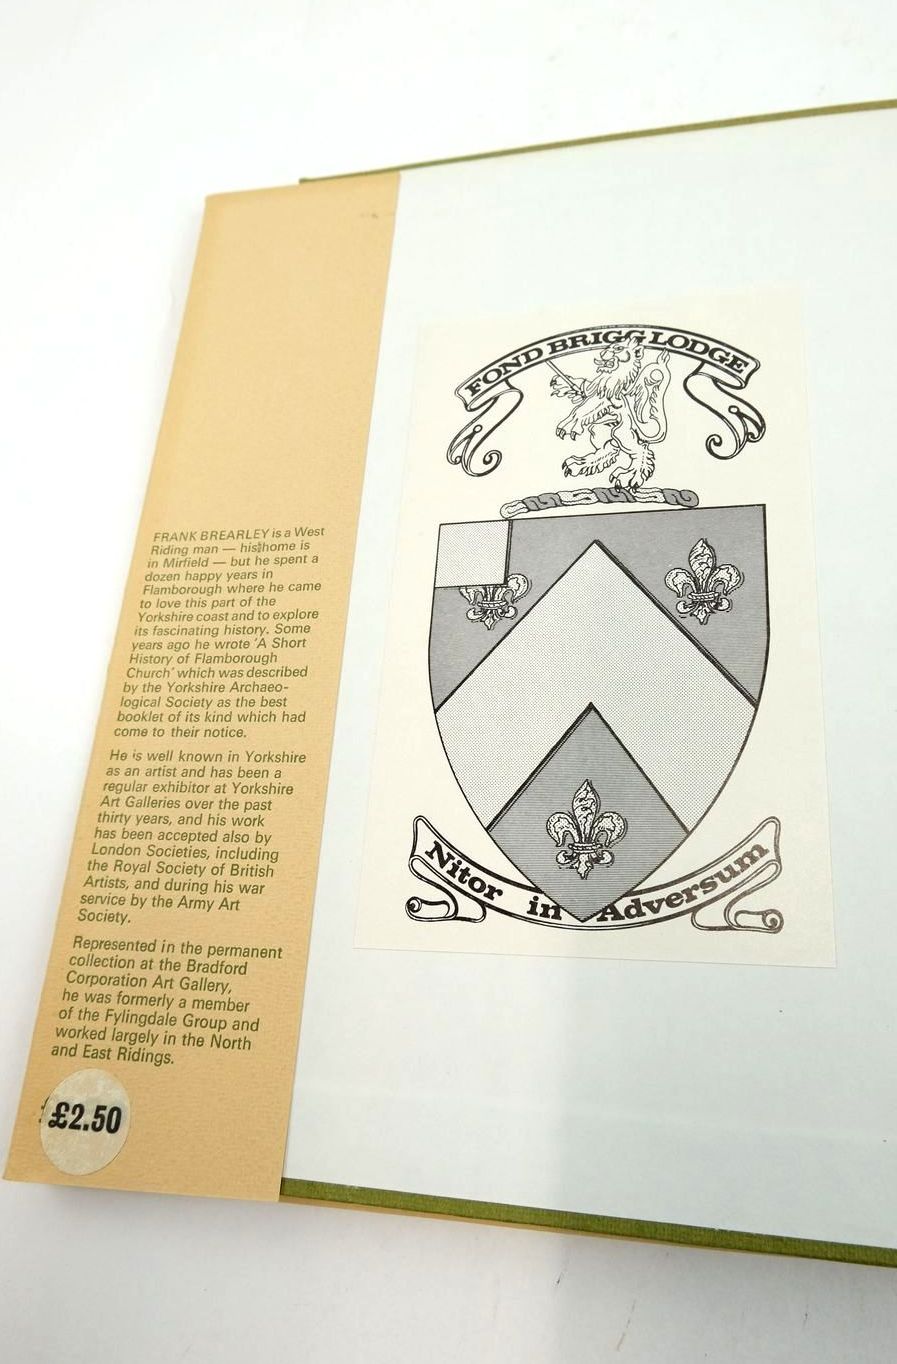 FRANK BREARLEY is a West
Riding man — his home is
in Mirfield — but he spent a
dozen happy years in
Flamborough where he came
to love this part of the
Yorkshire coast and to explore
its fascinating history. Some
years ago he wrote 'A Short
History of Flamborough
Church' which was described
by the Yorkshire Archaeo-
logical Society as the best
booklet of its kind which had
come to their notice.
He is well known in Yorkshire
as an artist and has been a
regular exhibitor at Yorkshire
Art Galleries over the past
thirty years, and his work
has been accepted also by
London Societies, including
the Royal Society of British
Artists, and during his war
service by the Army Art
Society.
Represented in the permanent
collection at the Bradford
Corporation Art Gallery,
he was formerly a member
of the Fylingdale Group and
worked largely in the North
and East Ridings.
£2.50
FOND BRIGG LODGE
Nitor in Adversum